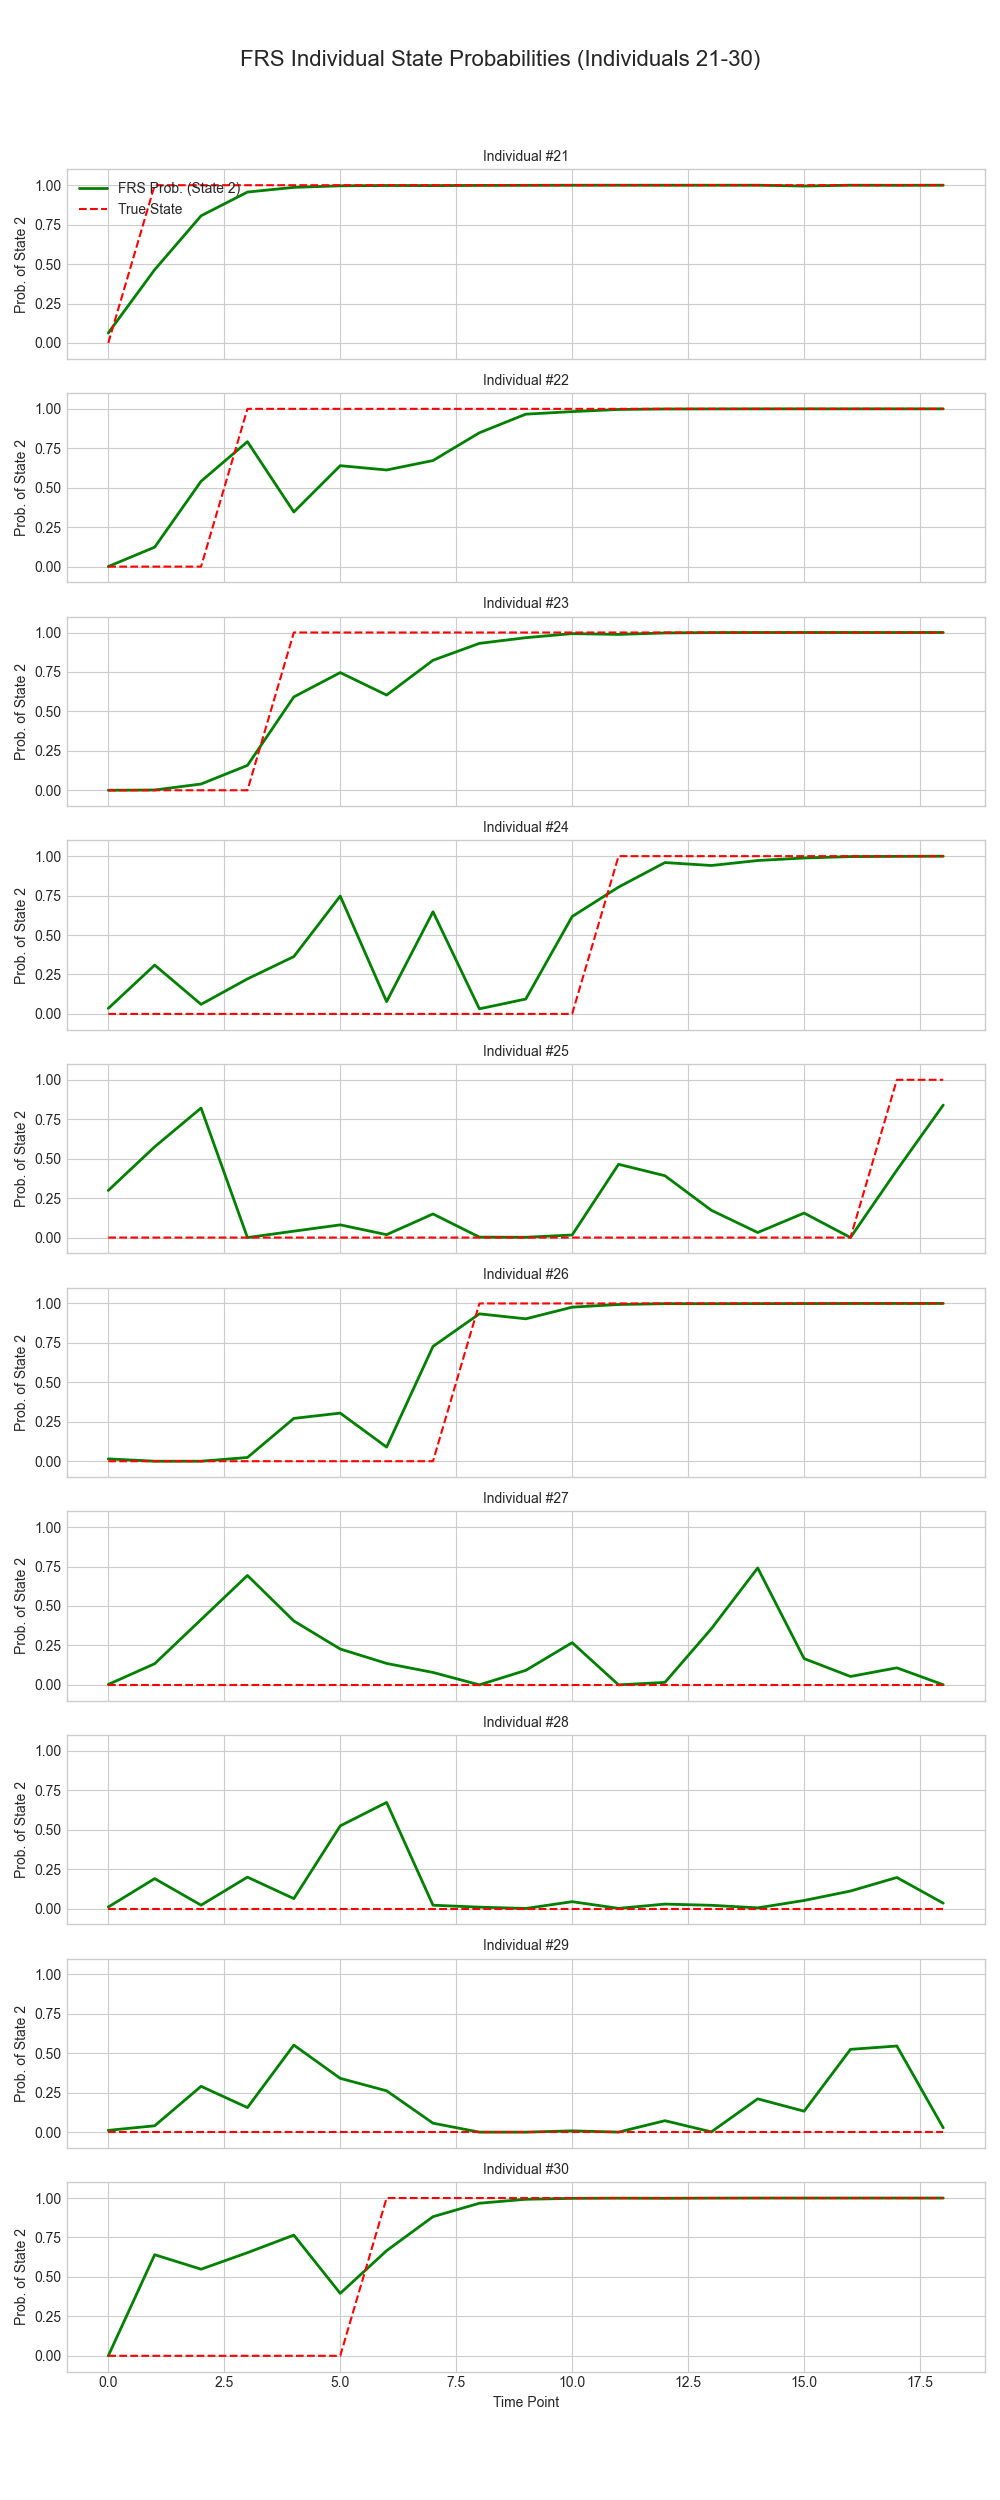 FRS Individual State Probabilities (Individuals 21-30)
Individual #21
FRS Prob. (State 2)
True State
Prob. of State 2
1.00
0.75
0.50
0.25
0.00
Individual #22
Prob. of State 2
1.00
0.75
0.50
0.25
0.00
Individual #23
Prob. of State 2
1.00
0.75
0.50
0.25
0.00
Individual #24
Prob. of State 2
1.00
0.75
0.50
0.25
0.00
Individual #25
Prob. of State 2
1.00
0.75
0.50
0.25
0.00
Individual #26
Prob. of State 2
1.00
0.75
0.50
0.25
0.00
Individual #27
Prob. of State 2
1.00
0.75
0.50
0.25
0.00
Individual #28
Prob. of State 2
1.00
0.75
0.50
0.25
0.00
Individual #29
Prob. of State 2
1.00
0.75
0.50
0.25
0.00
Individual #30
Prob. of State 2
1.00
0.75
0.50
0.25
0.00
0.0 2.5 5.0 7.5 10.0 12.5 15.0 17.5
Time Point